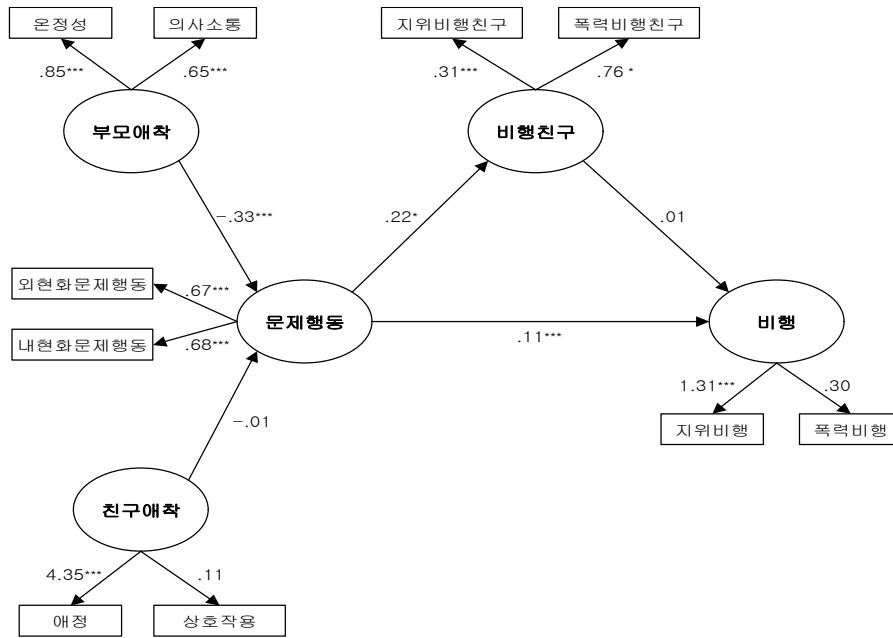 온정성 의사소통 지위비행친구 폭력비행친구
.85*** .65*** .31*** .76 *
부모애착 비행친구
-.33*** .22* .01
외현화문제행동 .67***
문제행동 비행
내현화문제행동 .68*** .11***
1.31*** .30
-.01
지위비행 폭력비행
친구애착
4.35*** .11
애정 상호작용